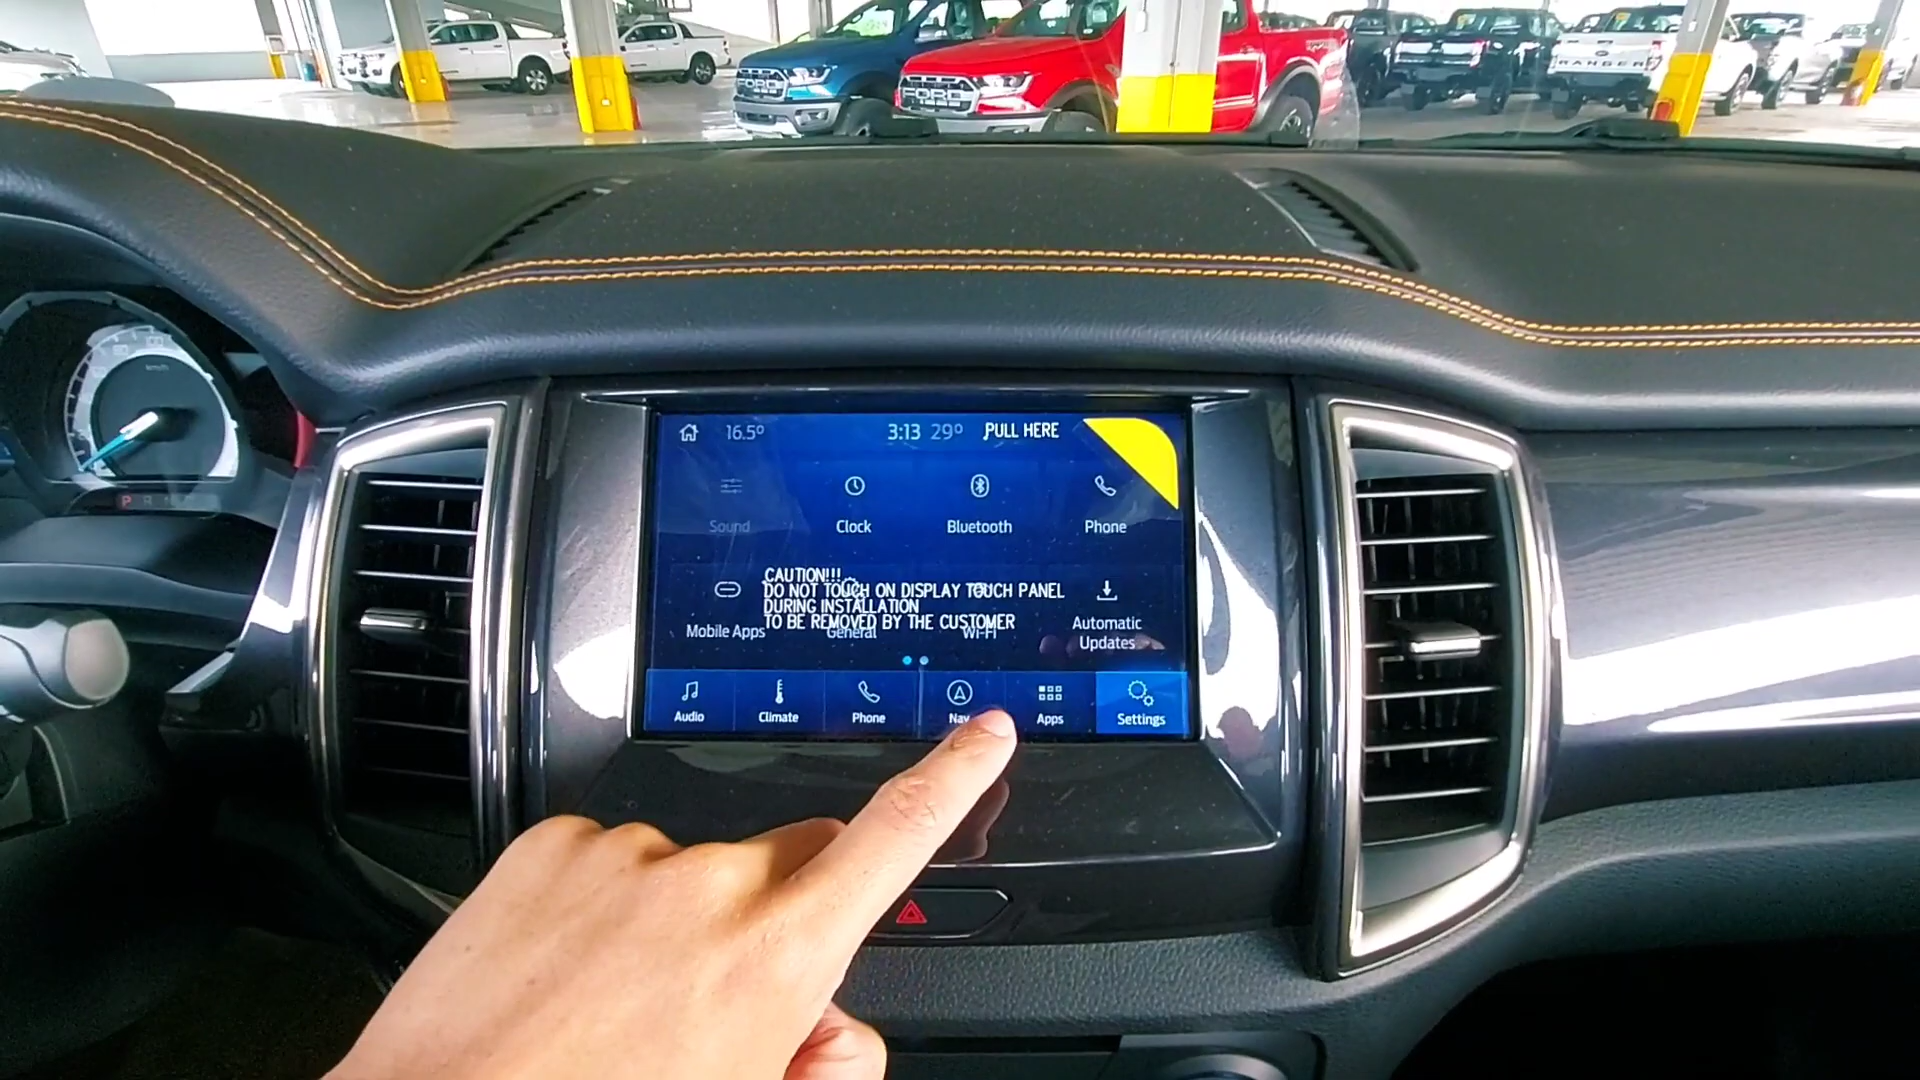 FORD
FORD
RANGER
16.5°
3:13 29° PULL HERE
Sound
Clock
Bluetooth
Phone
CAUTION!!!
DO NOT TOUCH ON DISPLAY TOUCH PANEL
DURING INSTALLATION
TO BE REMOVED BY THE CUSTOMER
Mobile Apps
General
Wi-Fi
Automatic
Updates
Audio
Climate
Phone
Nav
Apps
Settings
km/h
P R